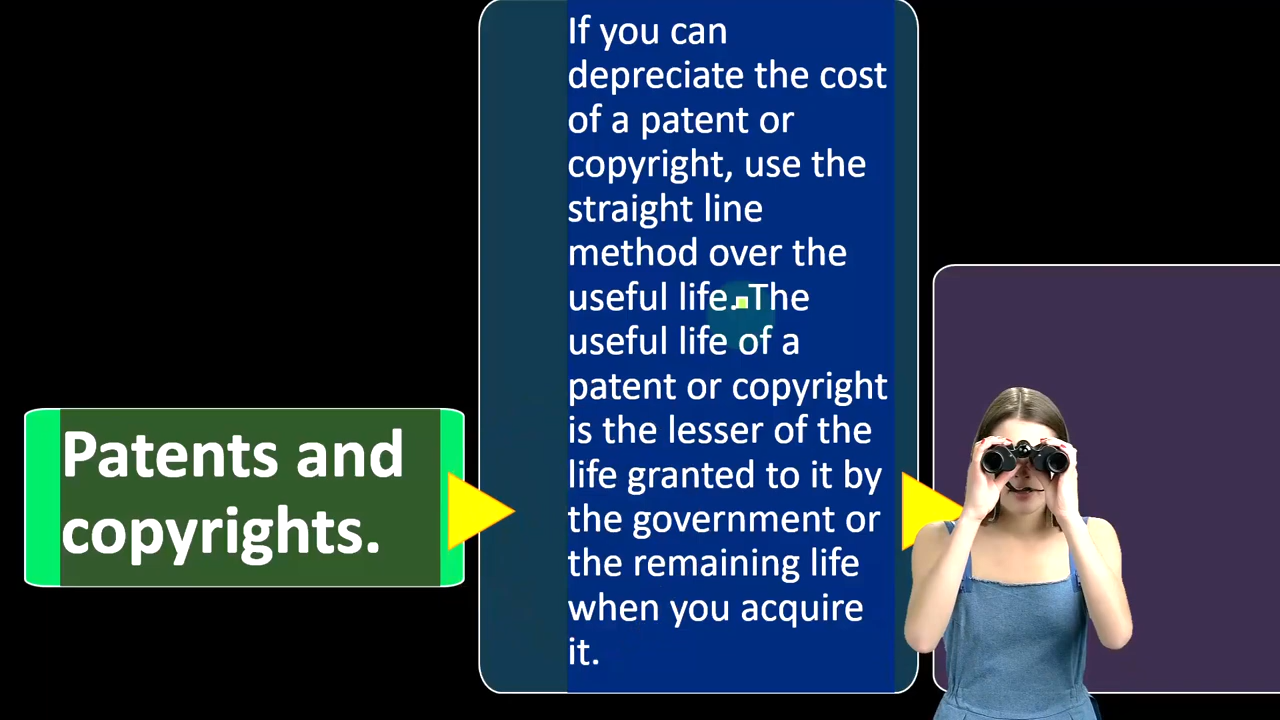 Patents and
copyrights.
If you can
depreciate the cost
of a patent or
copyright, use the
straight line
method over the
useful life. The
useful life of a
patent or copyright
is the lesser of the
life granted to it by
the government or
the remaining life
when you acquire
it.